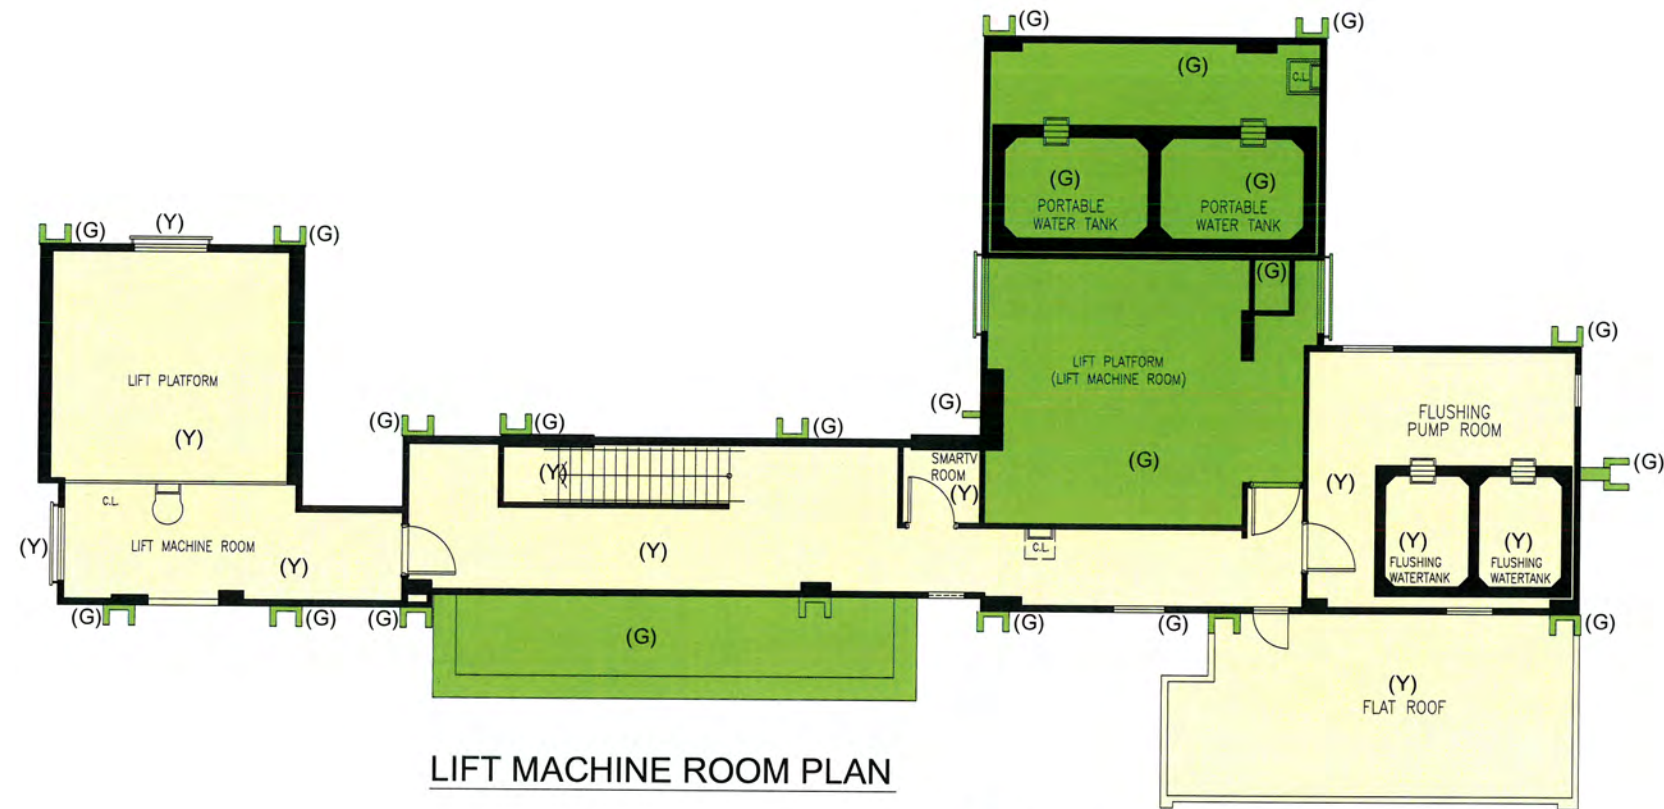 (G)
(G)
(G)
C.L.
(G)
PORTABLE
WATER TANK
(G)
PORTABLE
WATER TANK
(G)
(Y)
(G)
(G)
LIFT PLATFORM
(Y)
LIFT PLATFORM
(LIFT MACHINE ROOM)
(G)
(G)
(G)
(G)
(G)
(G)
FLUSHING
PUMP ROOM
(Y)
SMARTV
ROOM
(Y)
(G)
(Y)
(G)
C.L.
(Y)
LIFT MACHINE ROOM
(Y)
(Y)
C.L.
(Y)
FLUSHING
WATERTANK
(Y)
FLUSHING
WATERTANK
(G)
(G)
(G)
(G)
(G)
(G)
(G)
(Y)
FLAT ROOF
LIFT MACHINE ROOM PLAN